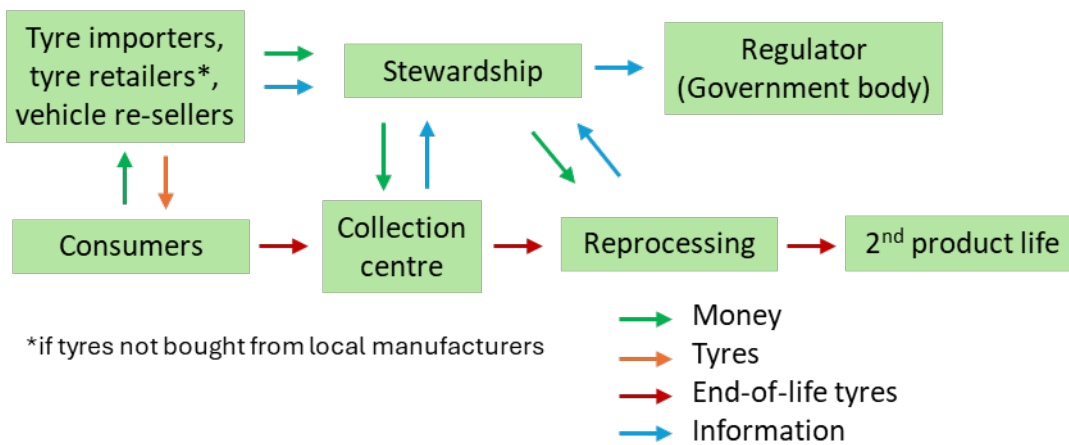 Tyre importers,
tyre retailers*,
vehicle re-sellers
Stewardship
Regulator
(Government body)
Consumers
Collection
centre
Reprocessing
2nd product life
*if tyres not bought from local manufacturers
Money
Tyres
End-of-life tyres
Information